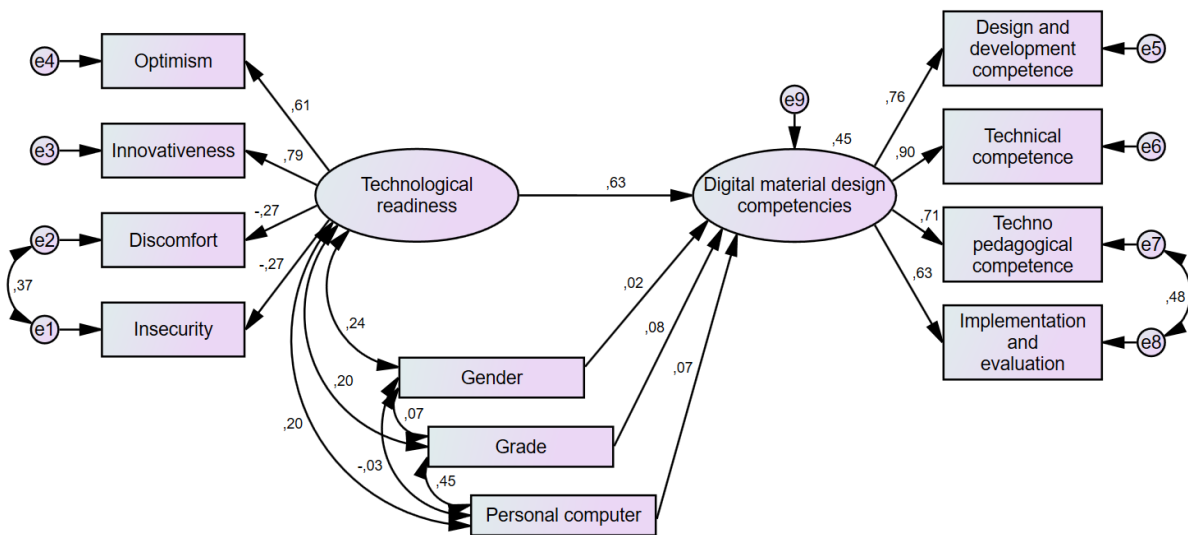 e4
Optimism
,61
e3
Innovativeness
,79
e2
Discomfort
-,27
,37
e1
Insecurity
-,27
Technological
readiness
,63
e9
,45
Digital material design
competencies
,76
Design and
development
competence
e5
,90
Technical
competence
e6
,71
Techno
pedagogical
competence
e7
,63
,48
Implementation
and
evaluation
e8
,24
Gender
,02
,20
,07
Grade
,08
,20
-,03
,45
Personal computer
,07